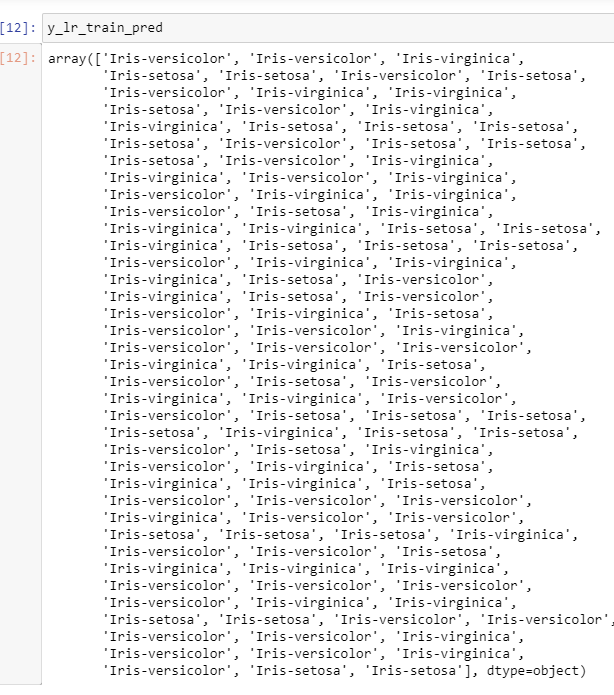 [12]: y_lr_train_pred
[12]: array(['Iris-versicolor', 'Iris-versicolor', 'Iris-virginica',
'Iris-setosa', 'Iris-setosa', 'Iris-versicolor', 'Iris-setosa',
'Iris-versicolor', 'Iris-virginica', 'Iris-virginica',
'Iris-setosa', 'Iris-versicolor', 'Iris-virginica',
'Iris-virginica', 'Iris-setosa', 'Iris-setosa', 'Iris-setosa',
'Iris-setosa', 'Iris-versicolor', 'Iris-setosa', 'Iris-setosa',
'Iris-setosa', 'Iris-versicolor', 'Iris-virginica',
'Iris-virginica', 'Iris-versicolor', 'Iris-virginica',
'Iris-versicolor', 'Iris-virginica', 'Iris-virginica',
'Iris-versicolor', 'Iris-setosa', 'Iris-virginica',
'Iris-virginica', 'Iris-virginica', 'Iris-setosa', 'Iris-setosa',
'Iris-virginica', 'Iris-setosa', 'Iris-setosa', 'Iris-setosa',
'Iris-versicolor', 'Iris-virginica', 'Iris-virginica',
'Iris-virginica', 'Iris-setosa', 'Iris-versicolor',
'Iris-virginica', 'Iris-setosa', 'Iris-versicolor',
'Iris-versicolor', 'Iris-virginica', 'Iris-setosa',
'Iris-versicolor', 'Iris-versicolor', 'Iris-virginica',
'Iris-versicolor', 'Iris-versicolor', 'Iris-versicolor',
'Iris-virginica', 'Iris-virginica', 'Iris-setosa',
'Iris-versicolor', 'Iris-setosa', 'Iris-versicolor',
'Iris-virginica', 'Iris-virginica', 'Iris-versicolor',
'Iris-versicolor', 'Iris-setosa', 'Iris-setosa', 'Iris-setosa',
'Iris-setosa', 'Iris-virginica', 'Iris-setosa', 'Iris-setosa',
'Iris-versicolor', 'Iris-setosa', 'Iris-virginica',
'Iris-versicolor', 'Iris-virginica', 'Iris-setosa',
'Iris-virginica', 'Iris-virginica', 'Iris-setosa',
'Iris-versicolor', 'Iris-versicolor', 'Iris-versicolor',
'Iris-virginica', 'Iris-versicolor', 'Iris-versicolor',
'Iris-setosa', 'Iris-setosa', 'Iris-setosa', 'Iris-virginica',
'Iris-versicolor', 'Iris-versicolor', 'Iris-setosa',
'Iris-virginica', 'Iris-virginica', 'Iris-virginica',
'Iris-versicolor', 'Iris-versicolor', 'Iris-versicolor',
'Iris-versicolor', 'Iris-virginica', 'Iris-virginica',
'Iris-setosa', 'Iris-setosa', 'Iris-versicolor', 'Iris-versicolor',
'Iris-versicolor', 'Iris-versicolor', 'Iris-virginica',
'Iris-versicolor', 'Iris-versicolor', 'Iris-virginica',
'Iris-versicolor', 'Iris-setosa', 'Iris-setosa'], dtype=object)